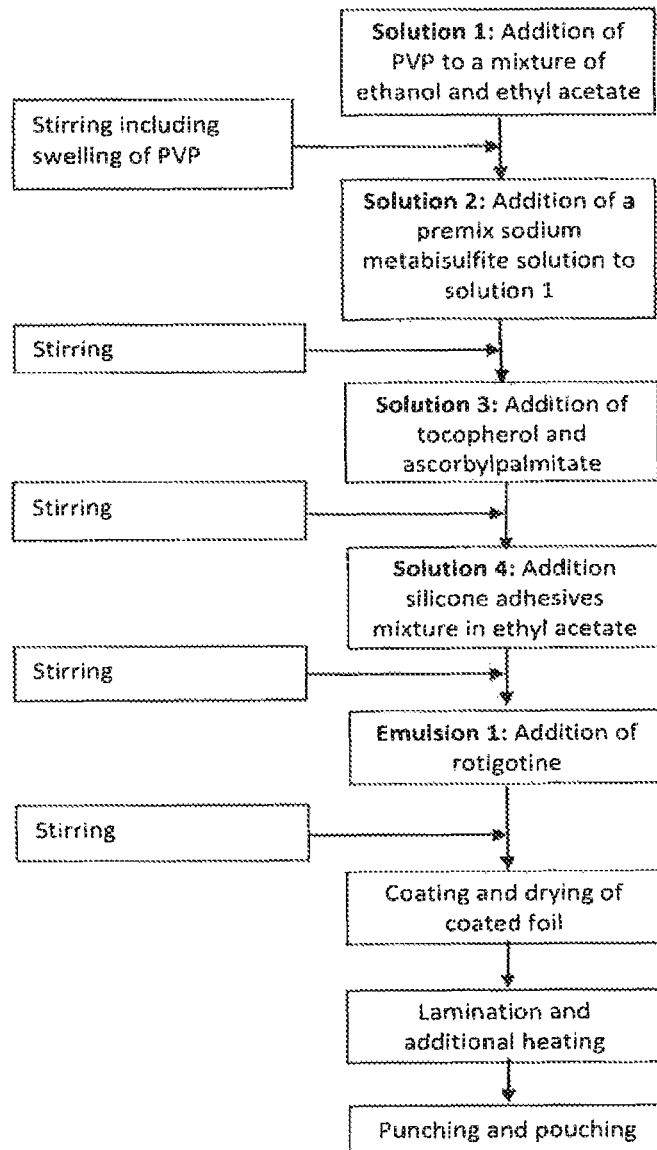 Solution 1: Addition of
PVP to a mixture of
ethanol and ethyl acetate
Stirring including
swelling of PVP
Solution 2: Addition of a
premix sodium
metabisulfite solution to
solution 1
Stirring
Solution 3: Addition of
tocopherol and
ascorbylpalmitate
Stirring
Solution 4: Addition
silicone adhesives
mixture in ethyl acetate
Stirring
Emulsion 1: Addition of
rotigotine
Stirring
Coating and drying of
coated foil
Lamination and
additional heating
Punching and pouching